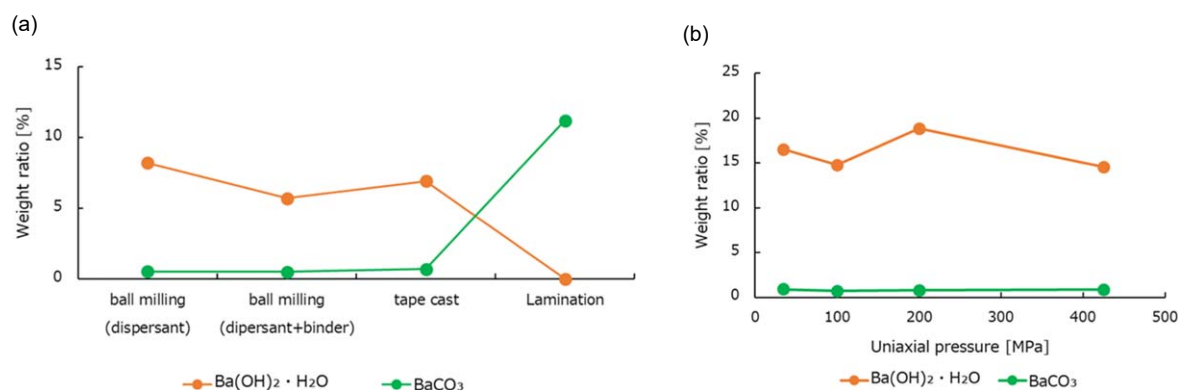 (a)
Weight ratio [%]
15
10
5
0
ball milling
(dispersant)
ball milling
(dipersant+binder)
tape cast
Lamination
Ba(OH)₂・H₂O
BaCO₃
(b)
Weight ratio [%]
25
20
15
10
5
0
0 100 200 300 400 500
Uniaxial pressure [MPa]
Ba(OH)₂・H₂O
BaCO₃